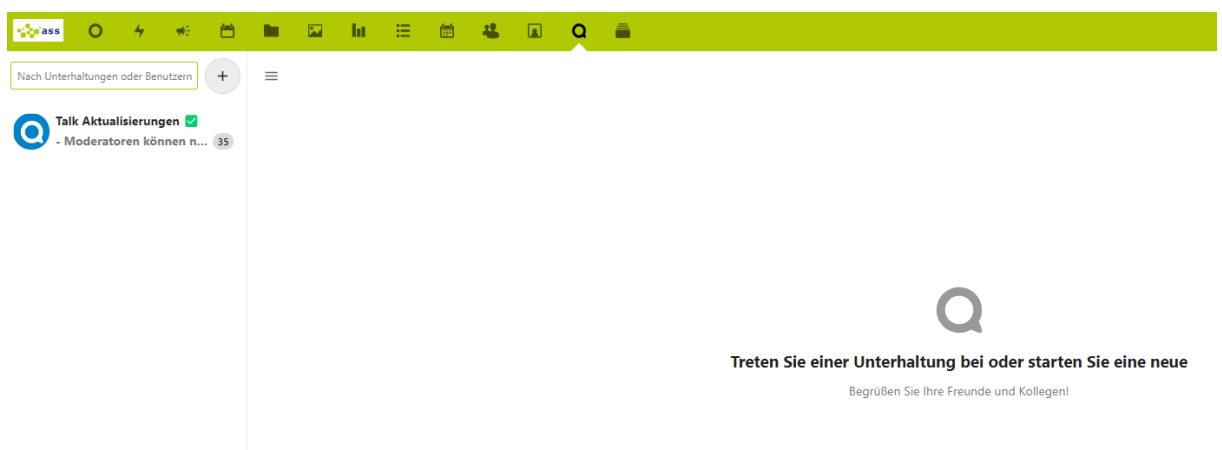 ass
Nach Unterhaltungen oder Benutzern
Talk Aktualisierungen ✅
- Moderatoren können n... 35
Treten Sie einer Unterhaltung bei oder starten Sie eine neue
Begrüßen Sie Ihre Freunde und Kollegen!